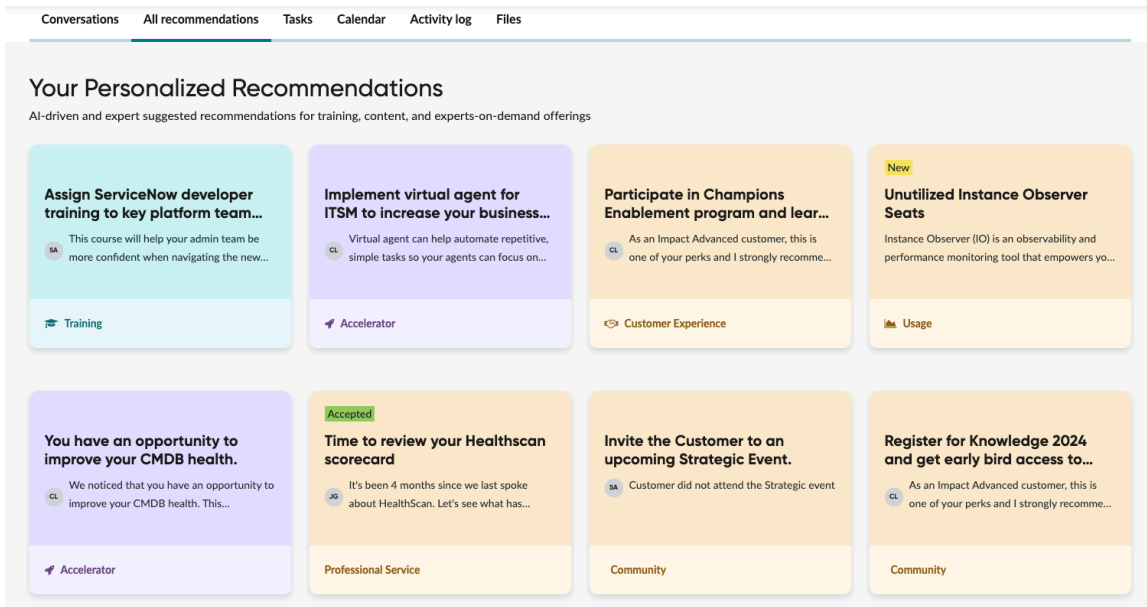 Conversations All recommendations Tasks Calendar Activity log Files
Your Personalized Recommendations
AI-driven and expert suggested recommendations for training, content, and experts-on-demand offerings
Assign ServiceNow developer
training to key platform team...
SA
This course will help your admin team be
more confident when navigating the new...
Training
Implement virtual agent for
ITSM to increase your business...
CL
Virtual agent can help automate repetitive,
simple tasks so your agents can focus on...
Accelerator
Participate in Champions
Enablement program and lear...
CL
As an Impact Advanced customer, this is
one of your perks and I strongly recomme...
Customer Experience
New
Unutilized Instance Observer
Seats
Instance Observer (IO) is an observability and
performance monitoring tool that empowers yo...
Usage
You have an opportunity to
improve your CMDB health.
CL
We noticed that you have an opportunity to
improve your CMDB health. This...
Accelerator
Accepted
Time to review your Healthscan
scorecard
JG
It's been 4 months since we last spoke
about HealthScan. Let's see what has...
Professional Service
Invite the Customer to an
upcoming Strategic Event.
SA
Customer did not attend the Strategic event
Community
Register for Knowledge 2024
and get early bird access to...
CL
As an Impact Advanced customer, this is
one of your perks and I strongly recomme...
Community